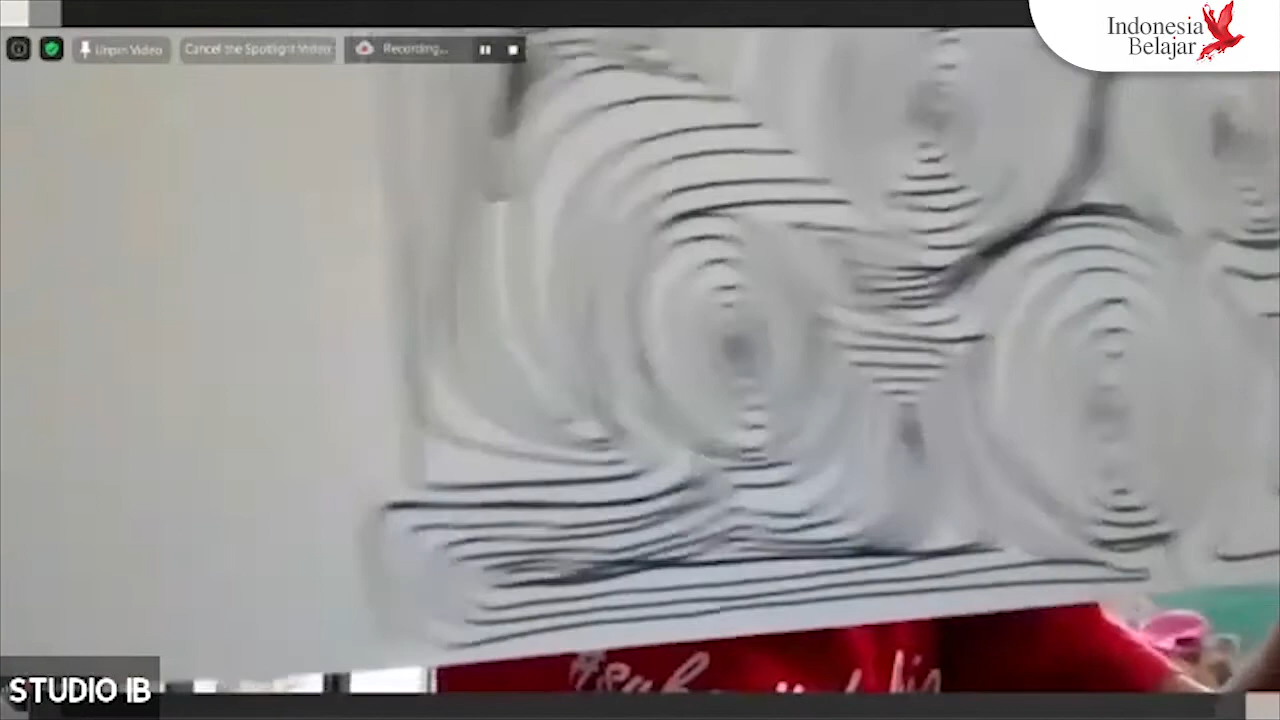 Indonesia
Belajar
Unpin Video
Cancel the Spotlight Video
Recording...
STUDIO IB